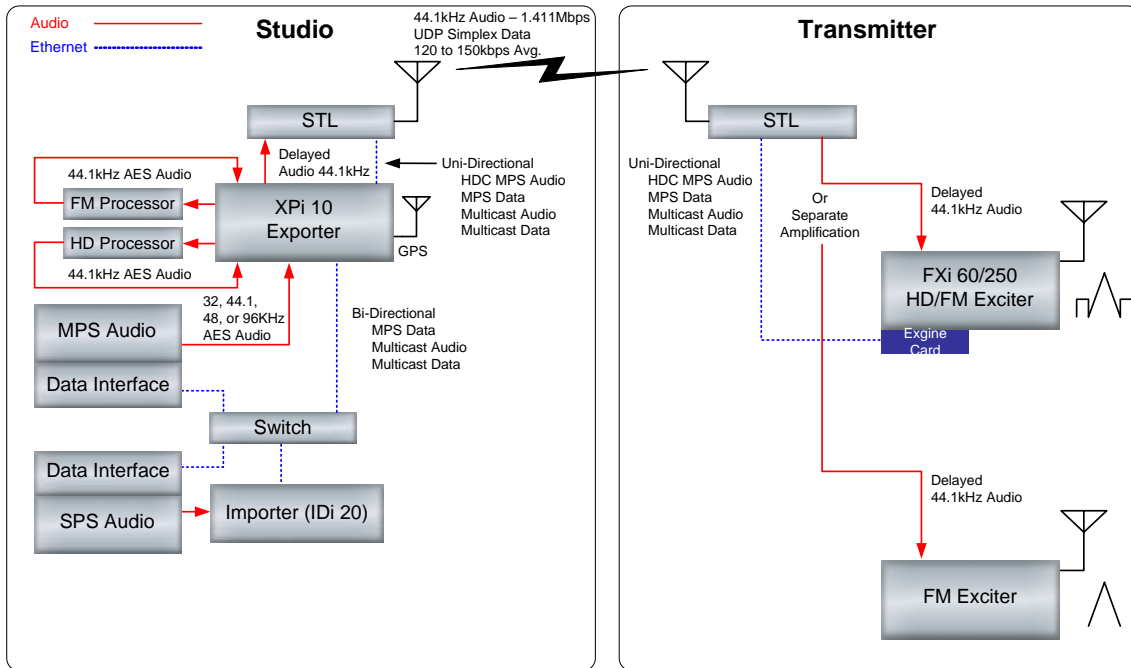 Audio
Ethernet
Studio
44.1kHz Audio – 1.411Mbps
UDP Simplex Data
120 to 150kbps Avg.
STL
Delayed
Audio 44.1kHz
Uni-Directional
HDC MPS Audio
MPS Data
Multicast Audio
Multicast Data
44.1kHz AES Audio
FM Processor
HD Processor
44.1kHz AES Audio
XPi 10
Exporter
GPS
32, 44.1,
48, or 96KHz
AES Audio
Bi-Directional
MPS Data
Multicast Audio
Multicast Data
MPS Audio
Data Interface
Switch
Data Interface
SPS Audio
Importer (IDi 20)
Transmitter
STL
Uni-Directional
HDC MPS Audio
MPS Data
Multicast Audio
Multicast Data
Or
Separate
Amplification
Delayed
44.1kHz Audio
FXi 60/250
HD/FM Exciter
Exgine
Card
Delayed
44.1kHz Audio
FM Exciter